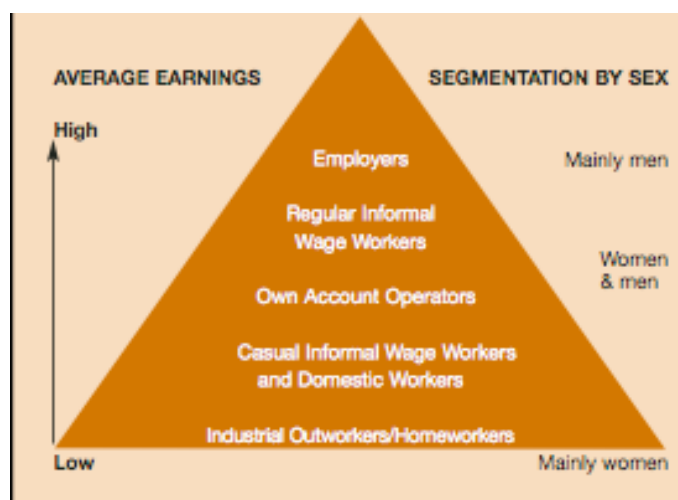 AVERAGE EARNINGS
SEGMENTATION BY SEX
High
Employers
Mainly men
Regular Informal
Wage Workers
Women
& men
Own Account Operators
Casual Informal Wage Workers
and Domestic Workers
Industrial Outworkers/Homeworkers
Low
Mainly women